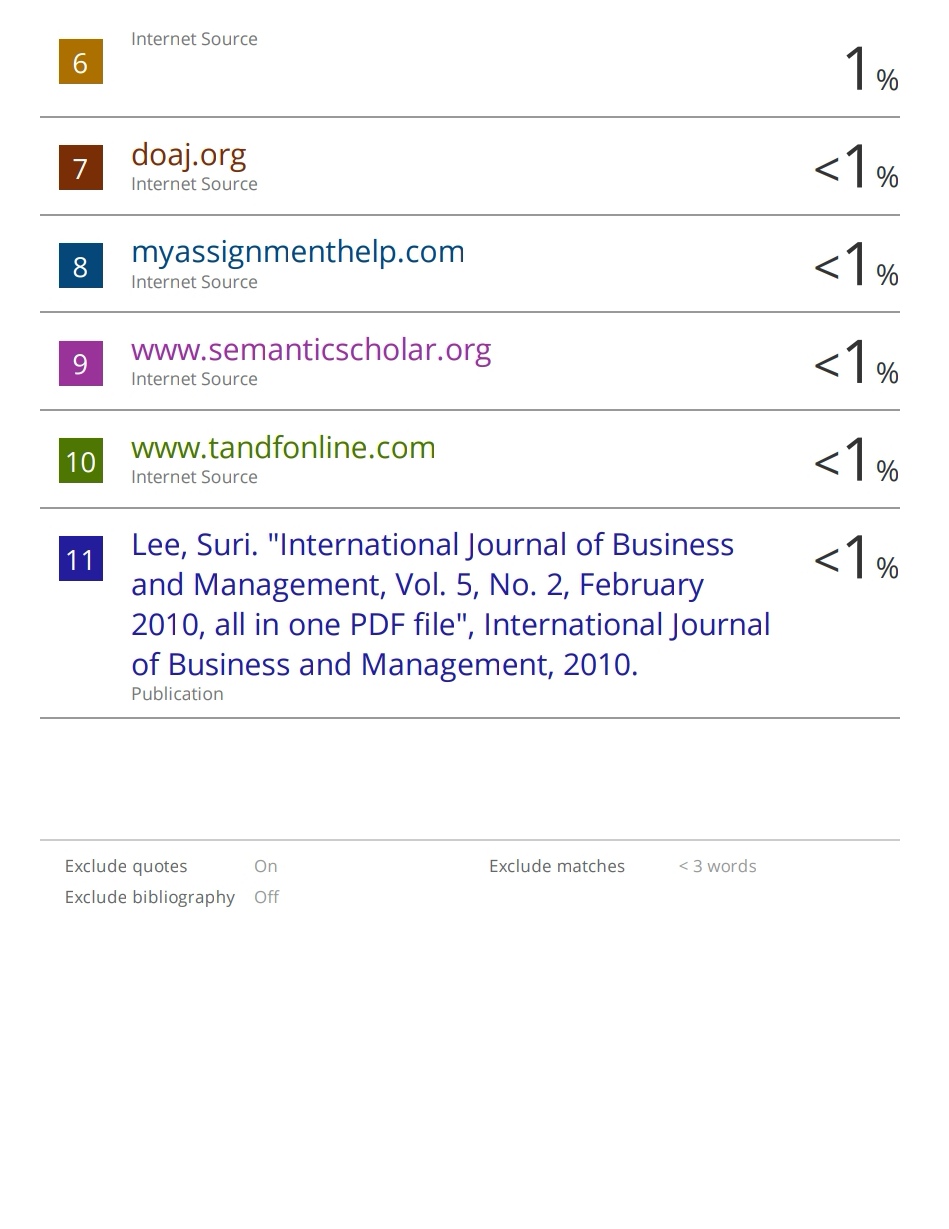 Internet Source
6
1%
7
doaj.org
<1%
Internet Source
8
myassignmenthelp.com
<1%
Internet Source
9
www.semanticscholar.org
<1%
Internet Source
10
www.tandfonline.com
<1%
Internet Source
11
Lee, Suri. "International Journal of Business
<1%
and Management, Vol. 5, No. 2, February
2010, all in one PDF file", International Journal
of Business and Management, 2010.
Publication
Exclude quotes On Exclude matches < 3 words
Exclude bibliography Off